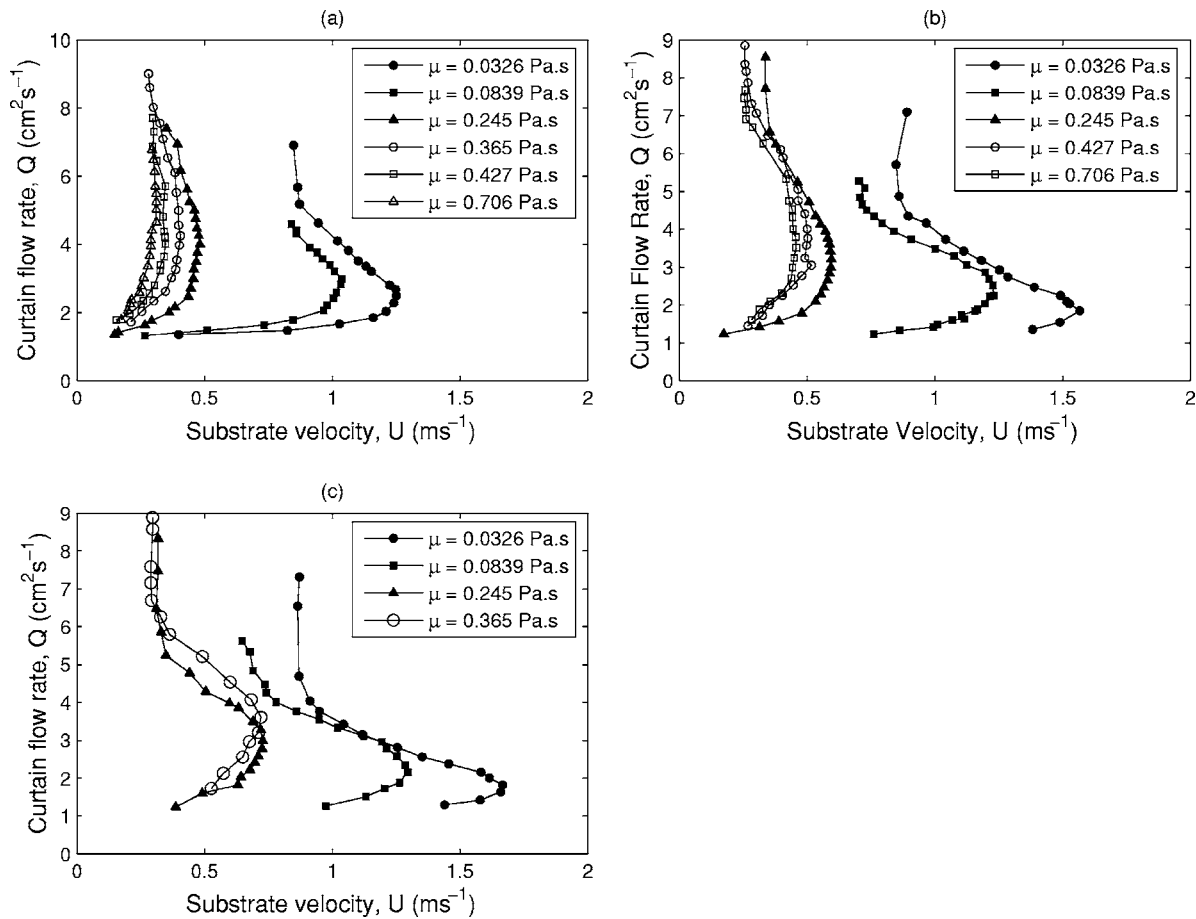 (a)
10
8
6
4
2
0
Curtain flow rate, Q (cm²s⁻¹)
μ = 0.0326 Pa.s
μ = 0.0839 Pa.s
μ = 0.245 Pa.s
μ = 0.365 Pa.s
μ = 0.427 Pa.s
μ = 0.706 Pa.s
0 0.5 1 1.5 2
Substrate velocity, U (ms⁻¹)
(b)
9
8
7
6
5
4
3
2
1
0
Curtain Flow Rate, Q (cm²s⁻¹)
μ = 0.0326 Pa.s
μ = 0.0839 Pa.s
μ = 0.245 Pa.s
μ = 0.427 Pa.s
μ = 0.706 Pa.s
0 0.5 1 1.5 2
Substrate Velocity, U (ms⁻¹)
(c)
9
8
7
6
5
4
3
2
1
0
Curtain flow rate, Q (cm²s⁻¹)
μ = 0.0326 Pa.s
μ = 0.0839 Pa.s
μ = 0.245 Pa.s
μ = 0.365 Pa.s
0 0.5 1 1.5 2
Substrate velocity, U (ms⁻¹)